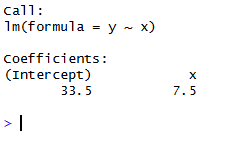 Call:
lm(formula = y ~ x)
Coefficients:
(Intercept)            x
       33.5          7.5
>